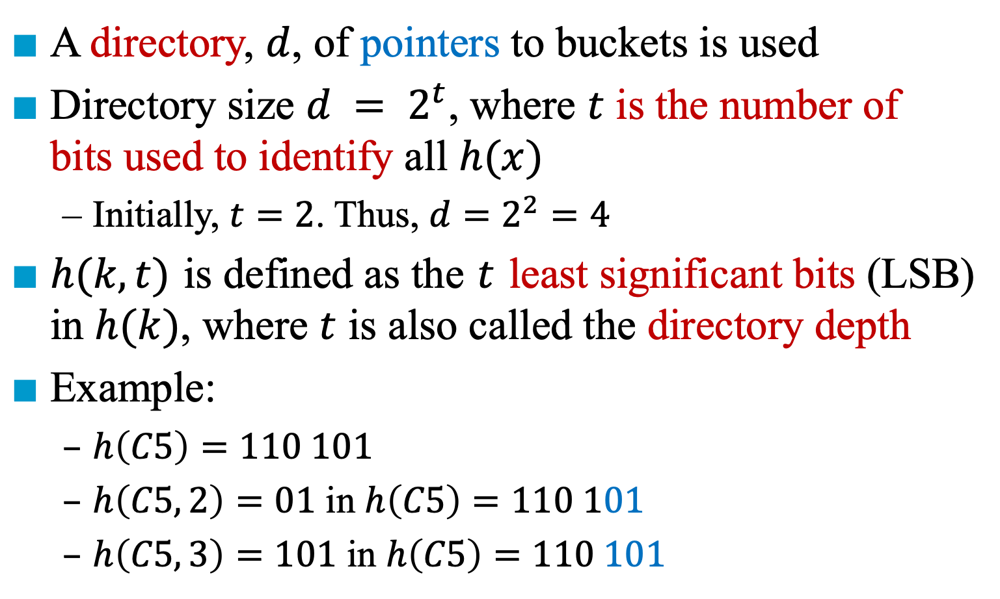 ■ A directory, d, of pointers to buckets is used
■ Directory size d = 2^t, where t is the number of
bits used to identify all h(x)
– Initially, t = 2. Thus, d = 2² = 4
■ h(k, t) is defined as the t least significant bits (LSB)
in h(k), where t is also called the directory depth
■ Example:
– h(C5) = 110 101
– h(C5, 2) = 01 in h(C5) = 110 101
– h(C5, 3) = 101 in h(C5) = 110 101